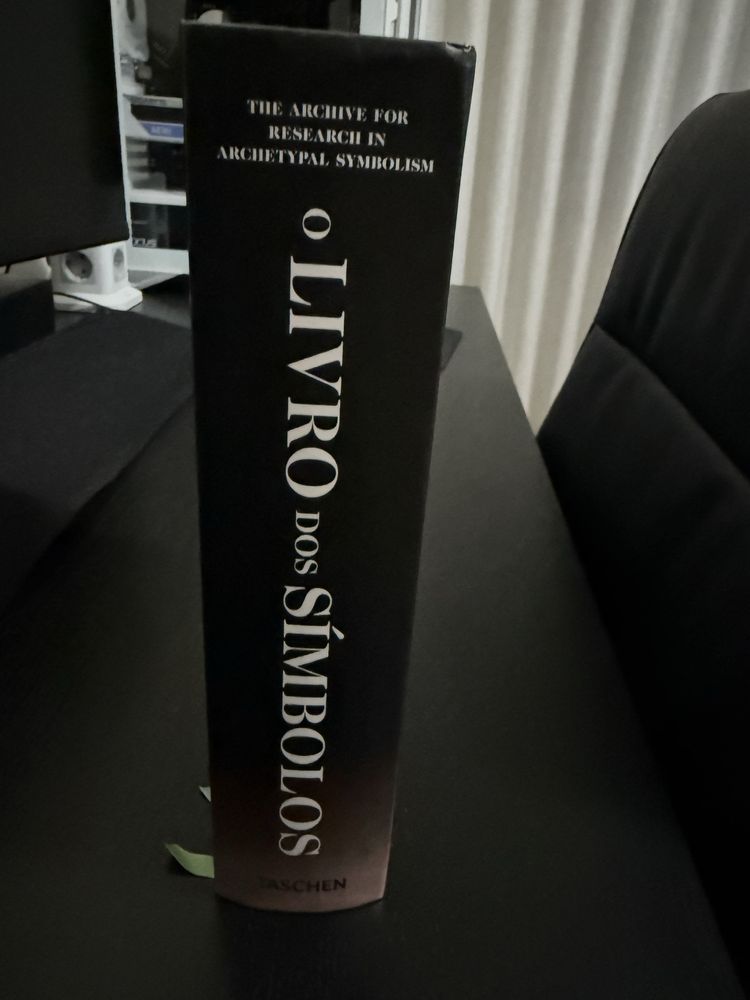 THE ARCHIVE FOR
RESEARCH IN
ARCHETYPAL SYMBOLISM
O LIVRO DOS SÍMBOLOS
TASCHEN